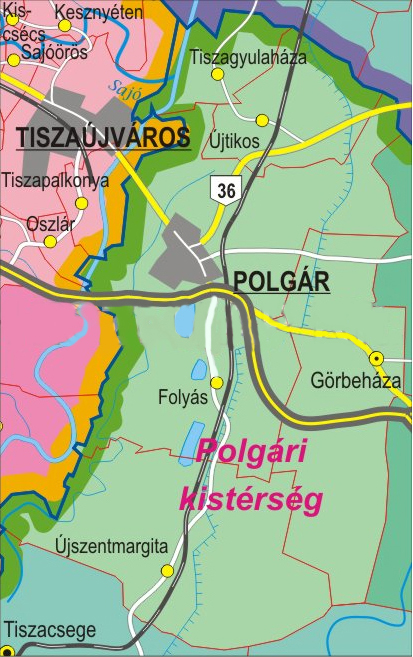 Kis-
csécs
Kesznyéten
Sajóörös
Tiszagyulaháza
Sajó
TISZAÚJVÁROS
Újtikos
Tiszapalkonya
36
Oszlár
POLGÁR
Görbeháza
Folyás
Polgári
kistérség
Újszentmargita
Tiszacsege